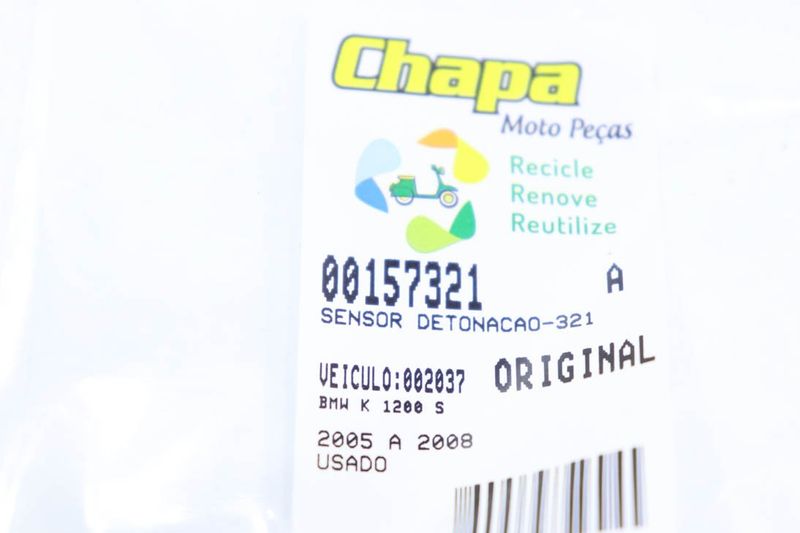 Chapa
Moto Peças
Recicle
Renove
Reutilize
00157321 A
SENSOR DETONACAO-321
VEICULO:002037 ORIGINAL
BMW K 1200 S
2005 A 2008
USADO